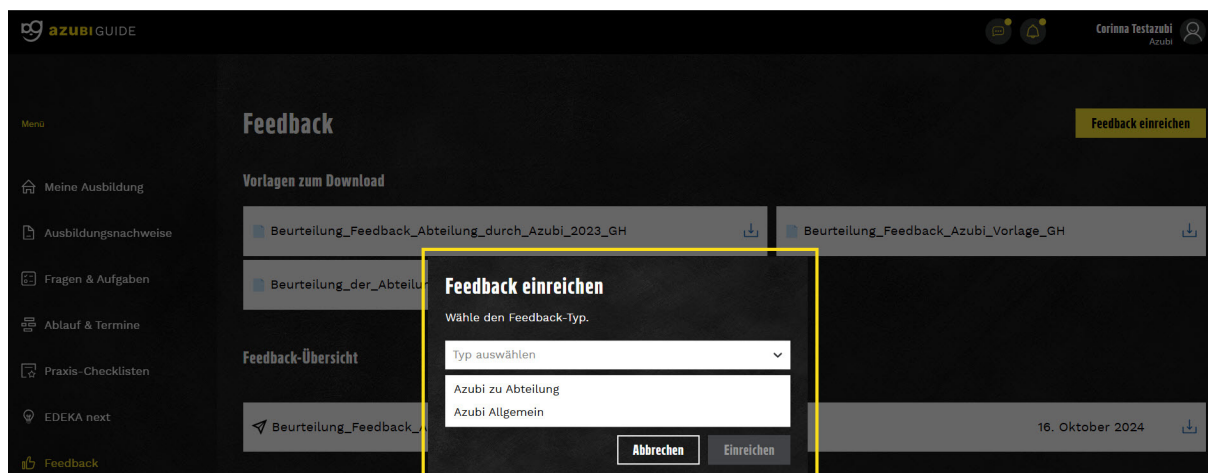 azubiGUIDE
Corinna Testazubi
Azubi
Menü
Feedback
Feedback einreichen
Meine Ausbildung
Vorlagen zum Download
Ausbildungsnachweise
Beurteilung_Feedback_Abteilung_durch_Azubi_2023_GH
Beurteilung_Feedback_Azubi_Vorlage_GH
Fragen & Aufgaben
Beurteilung_der_Abteilu
Feedback einreichen
Wähle den Feedback-Typ.
Ablauf & Termine
Feedback-Übersicht
Typ auswählen
Praxis-Checklisten
Azubi zu Abteilung
Azubi Allgemein
EDEKA next
Beurteilung_Feedback_
16. Oktober 2024
Abbrechen
Einreichen
Feedback